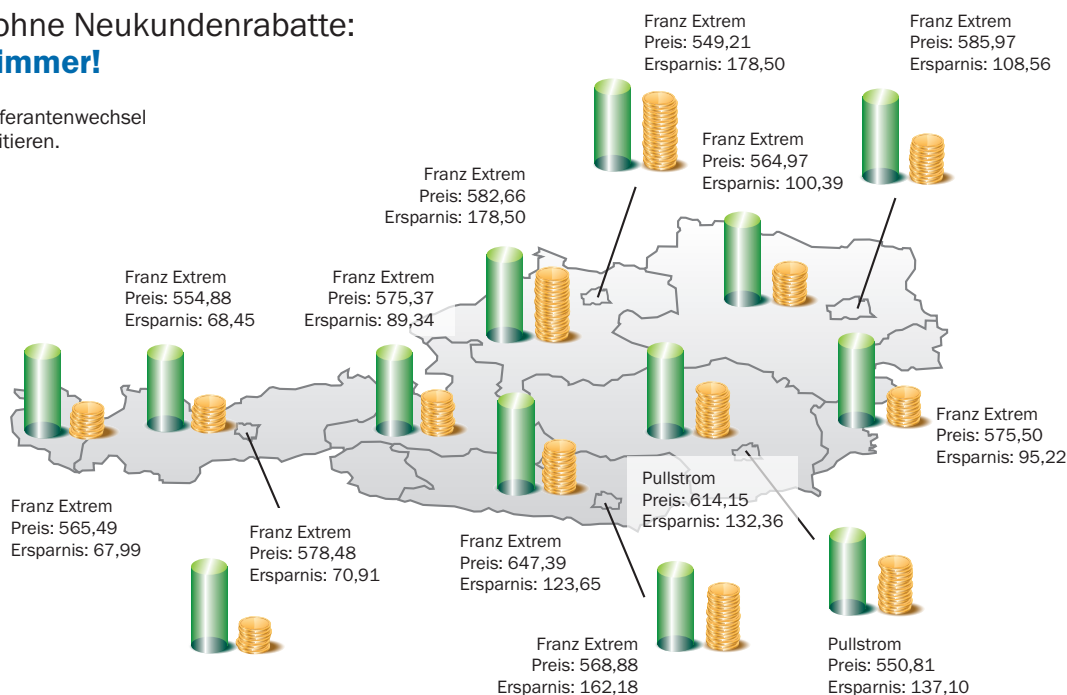 ohne Neukundenrabatte:
immer!
ferantenwechsel
itieren.
Franz Extrem
Preis: 549,21
Ersparnis: 178,50
Franz Extrem
Preis: 585,97
Ersparnis: 108,56
Franz Extrem
Preis: 564,97
Ersparnis: 100,39
Franz Extrem
Preis: 582,66
Ersparnis: 178,50
Franz Extrem
Preis: 554,88
Ersparnis: 68,45
Franz Extrem
Preis: 575,37
Ersparnis: 89,34
Franz Extrem
Preis: 575,50
Ersparnis: 95,22
Pullstrom
Preis: 614,15
Ersparnis: 132,36
Franz Extrem
Preis: 565,49
Ersparnis: 67,99
Franz Extrem
Preis: 578,48
Ersparnis: 70,91
Franz Extrem
Preis: 647,39
Ersparnis: 123,65
Franz Extrem
Preis: 568,88
Ersparnis: 162,18
Pullstrom
Preis: 550,81
Ersparnis: 137,10